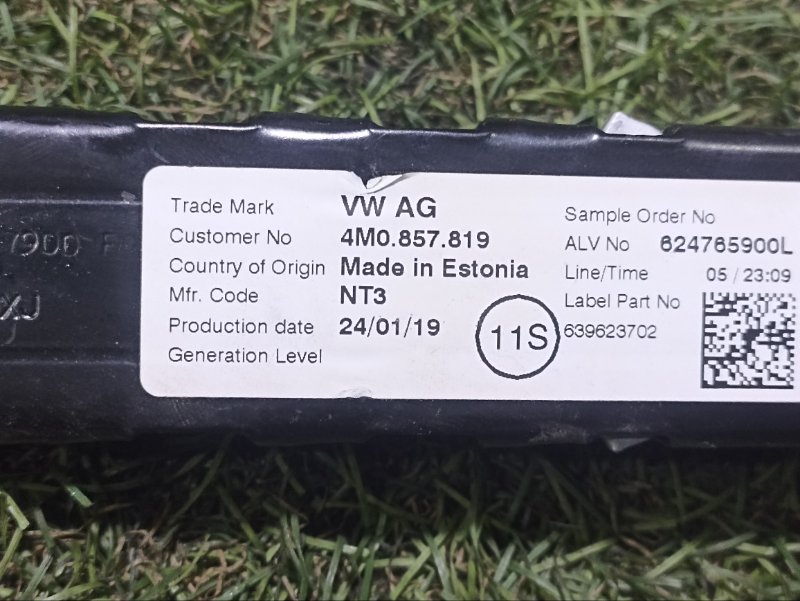 Trade Mark VW AG
Customer No 4M0.857.819
Country of Origin Made in Estonia
Mfr. Code NT3
Production date 24/01/19
Generation Level
11S
Sample Order No
ALV No 624765900L
Line/Time 05 / 23:09
Label Part No
639623702
7900
XJ